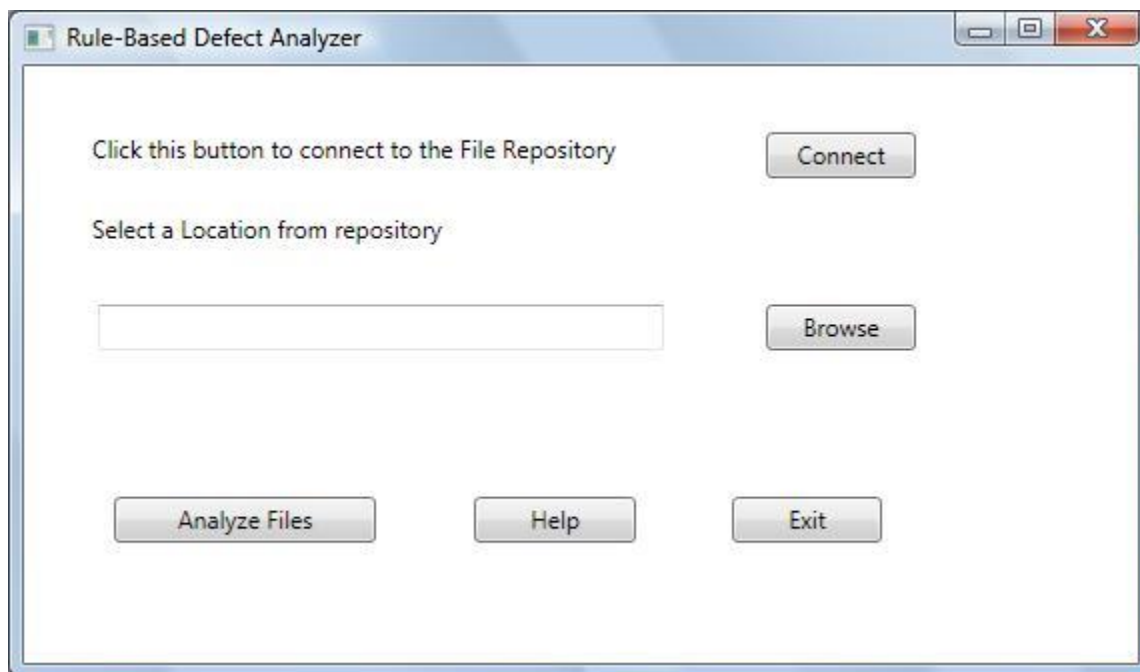 Rule-Based Defect Analyzer
Click this button to connect to the File Repository
Connect
Select a Location from repository
Browse
Analyze Files
Help
Exit